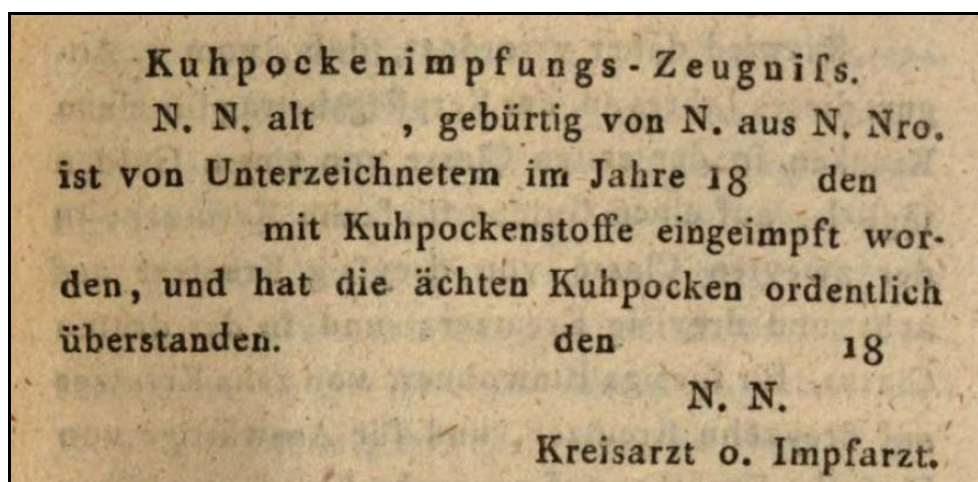 Kuhpockenimpfungs-Zeugniſs.
N. N. alt , gebürtig von N. aus N. Nro.
ist von Unterzeichnetem im Jahre 18 den
mit Kuhpockenstoffe eingeimpft wor-
den, und hat die ächten Kuhpocken ordentlich
überstanden. den 18
N. N.
Kreisarzt o. Impfarzt.